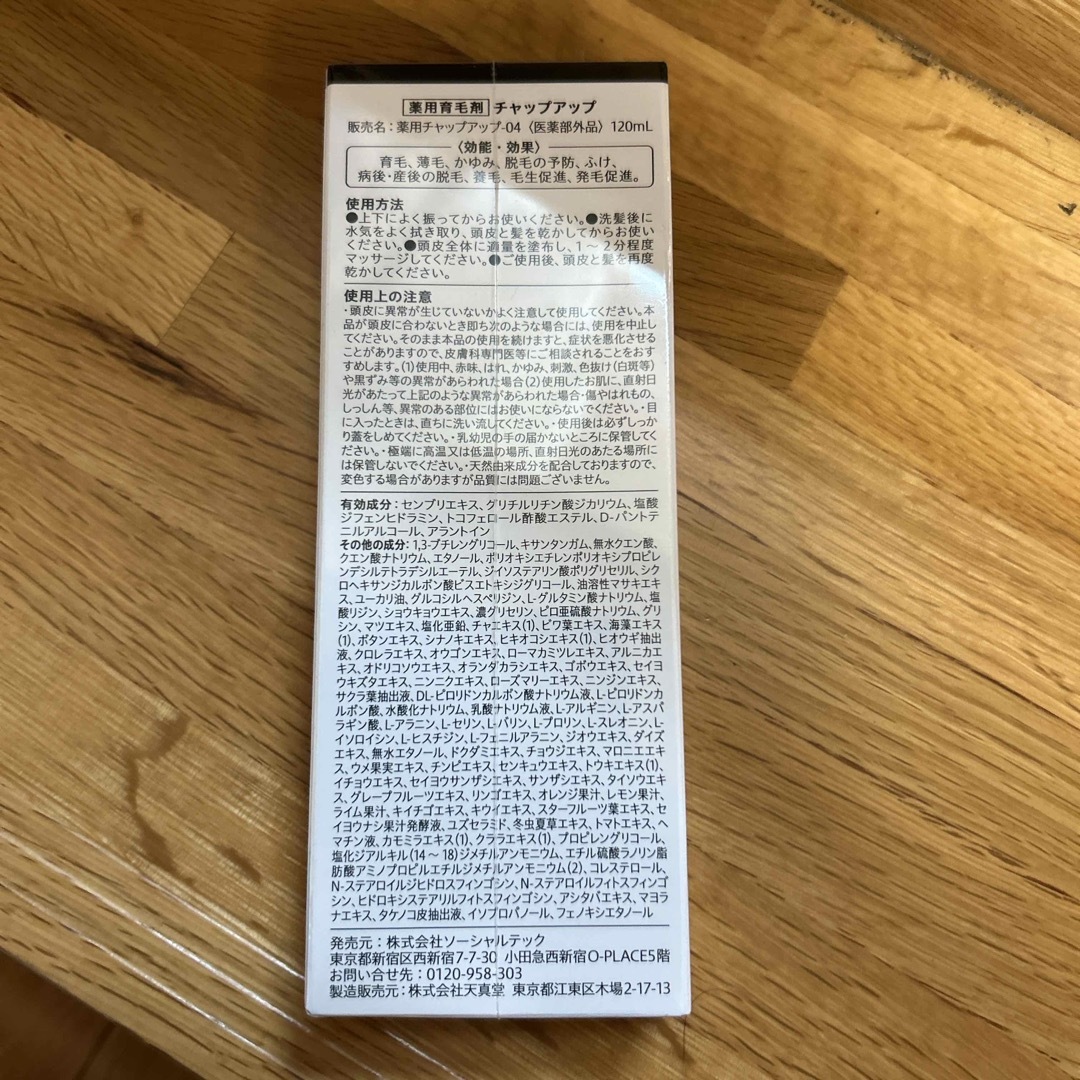 薬用育毛剤 チャップアップ
販売名：薬用チャップアップ-04〈医薬部外品〉120mL
〈効能・効果〉
育毛、薄毛、かゆみ、脱毛の予防、ふけ、
病後・産後の脱毛、養毛、毛生促進、発毛促進。
使用方法
●上下によく振ってからお使いください。●洗髪後に
水気をよく拭き取り、頭皮と髪を乾かしてからお使い
ください。●頭皮全体に適量を塗布し、1～2分程度
マッサージしてください。●ご使用後、頭皮と髪を再度
乾かしてください。
使用上の注意
・頭皮に異常が生じていないかよく注意して使用してください。本
品が頭皮に合わないとき即ち次のような場合には、使用を中止し
てください。そのまま本品の使用を続けますと、症状を悪化させる
ことがありますので、皮膚科専門医等にご相談されることをおす
すめします。(1)使用中、赤味、はれ、かゆみ、刺激、色抜け(白斑等)
や黒ずみ等の異常があらわれた場合(2)使用したお肌に、直射日
光があたって上記のような異常があらわれた場合・傷やはれもの、
しっしん等、異常のある部位にはお使いにならないでください。・目
に入ったときは、直ちに洗い流してください。・使用後は必ずしっか
り蓋をしめてください。・乳幼児の手の届かないところに保管してく
ださい。・極端に高温又は低温の場所、直射日光のあたる場所に
は保管しないでください。・天然由来成分を配合しておりますので、
変色する場合がありますが品質には問題ございません。
有効成分：センブリエキス、グリチルリチン酸ジカリウム、塩酸
ジフェンヒドラミン、トコフェロール酢酸エステル、D-パントテ
ニルアルコール、アラントイン
その他の成分：1,3-ブチレングリコール、キサンタンガム、無水クエン酸、
クエン酸ナトリウム、エタノール、ポリオキシエチレンポリオキシプロピレ
ンデシルテトラデシルエーテル、ジイソステアリン酸ポリグリセリル、シク
ロヘキサンジカルボン酸ビスエトキシジグリコール、油溶性マサキエキ
ス、ユーカリ油、グルコシルヘスペリジン、L-グルタミン酸ナトリウム、塩
酸リジン、ショウキョウエキス、濃グリセリン、ピロ亜硫酸ナトリウム、グリ
シン、マツエキス、塩化亜鉛、チャエキス(1)、ビワ葉エキス、海藻エキス
(1)、ボタンエキス、シナノキエキス、ヒキオコシエキス(1)、ヒオウギ抽出
液、クロレラエキス、オウゴンエキス、ローマカミツレエキス、アルニカエ
キス、オドリコソウエキス、オランダカラシエキス、ゴボウエキス、セイヨ
ウキズタエキス、ニンニクエキス、ローズマリーエキス、ニンジンエキス、
サクラ葉抽出液、DL-ピロリドンカルボン酸ナトリウム液、L-ピロリドンカ
ルボン酸、水酸化ナトリウム、乳酸ナトリウム液、L-アルギニン、L-アスパ
ラギン酸、L-アラニン、L-セリン、L-バリン、L-プロリン、L-スレオニン、L-
イソロイシン、L-ヒスチジン、L-フェニルアラニン、ジオウエキス、ダイズ
エキス、無水エタノール、ドクダミエキス、チョウジエキス、マロニエエキ
ス、ウメ果実エキス、チンピエキス、センキュウエキス、トウキエキス(1)、
イチョウエキス、セイヨウサンザシエキス、サンザシエキス、タイソウエキ
ス、グレープフルーツエキス、リンゴエキス、オレンジ果汁、レモン果汁、
ライム果汁、キイチゴエキス、キウイエキス、スターフルーツ葉エキス、セ
イヨウナシ果汁発酵液、ユズセラミド、冬虫夏草エキス、トマトエキス、ヘ
マチン液、カモミラエキス(1)、クララエキス(1)、プロピレングリコール、
塩化ジアルキル(14～18)ジメチルアンモニウム、エチル硫酸ラノリン脂
肪酸アミノプロピルエチルジメチルアンモニウム(2)、コレステロール、
N-ステアロイルジヒドロスフィンゴシン、N-ステアロイルフィトスフィンゴ
シン、ヒドロキシステアリルフィトスフィンゴシン、アシタバエキス、マヨラ
ナエキス、タケノコ皮抽出液、イソプロパノール、フェノキシエタノール
発売元：株式会社ソーシャルテック
東京都新宿区西新宿7-7-30 小田急西新宿O-PLACE5階
お問い合せ先：0120-958-303
製造販売元：株式会社天真堂 東京都江東区木場2-17-13